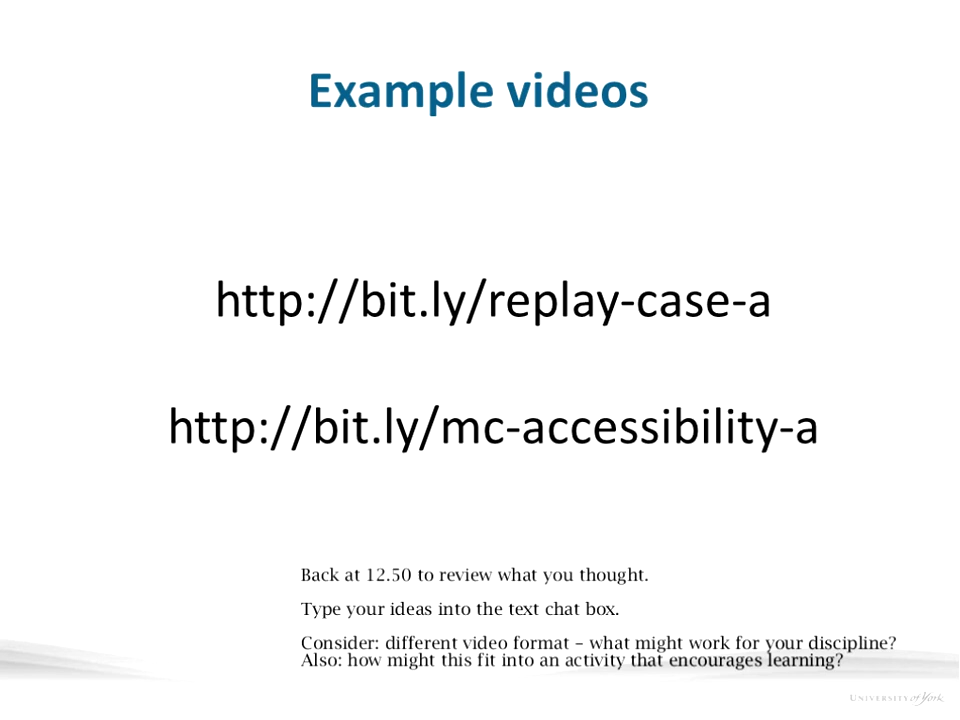 Example videos
http://bit.ly/replay-case-a
http://bit.ly/mc-accessibility-a
Back at 12.50 to review what you thought.
Type your ideas into the text chat box.
Consider: different video format – what might work for your discipline?
Also: how might this fit into an activity that encourages learning?
UNIVERSITY of York